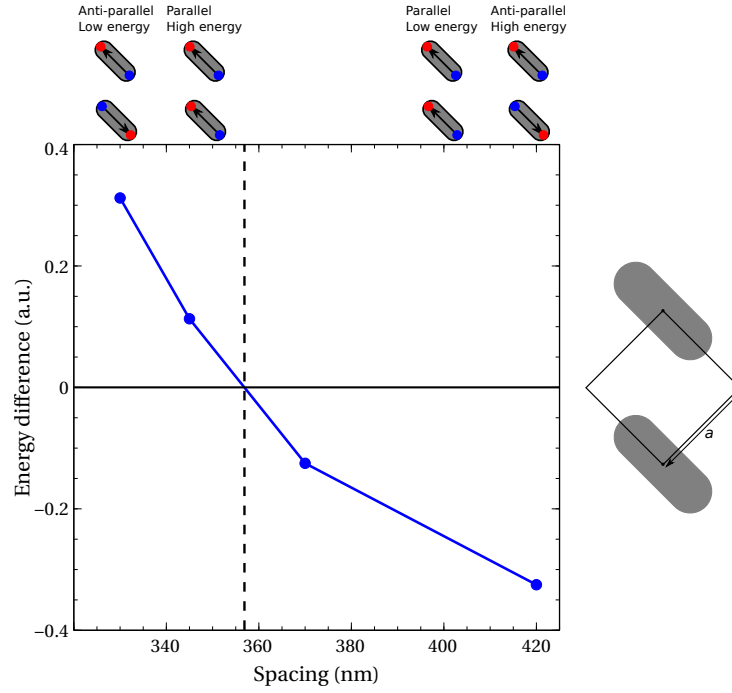 Anti-parallel
Low energy
Parallel
High energy
Parallel
Low energy
Anti-parallel
High energy
0.4
0.2
0
−0.2
−0.4
Energy difference (a.u.)
340
360
380
400
420
Spacing (nm)
a